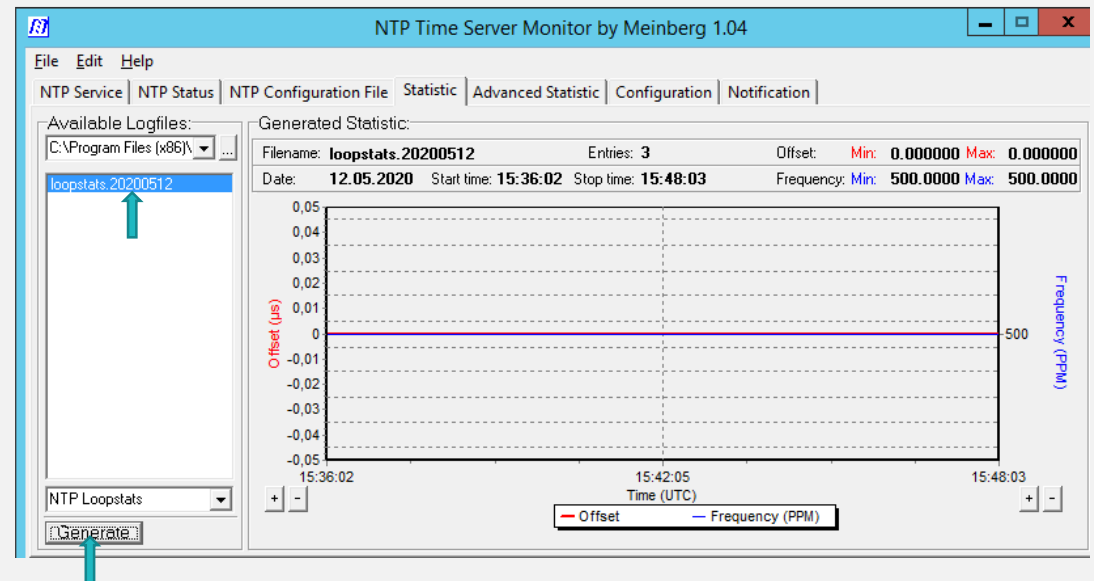 NTP Time Server Monitor by Meinberg 1.04
File Edit Help
NTP Service NTP Status NTP Configuration File Statistic Advanced Statistic Configuration Notification
Available Logfiles:
C:\Program Files (x86)\ ...
loopstats.20200512
NTP Loopstats
Generate
Generated Statistic:
Filename: loopstats.20200512 Entries: 3 Offset: Min: 0.000000 Max: 0.000000
Date: 12.05.2020 Start time: 15:36:02 Stop time: 15:48:03 Frequency: Min: 500.0000 Max: 500.0000
Offset (µs)
0,05
0,04
0,03
0,02
0,01
0
-0,01
-0,02
-0,03
-0,04
-0,05
500
Frequency (PPM)
15:36:02 15:42:05 15:48:03
+ - Time (UTC) + -
Offset Frequency (PPM)